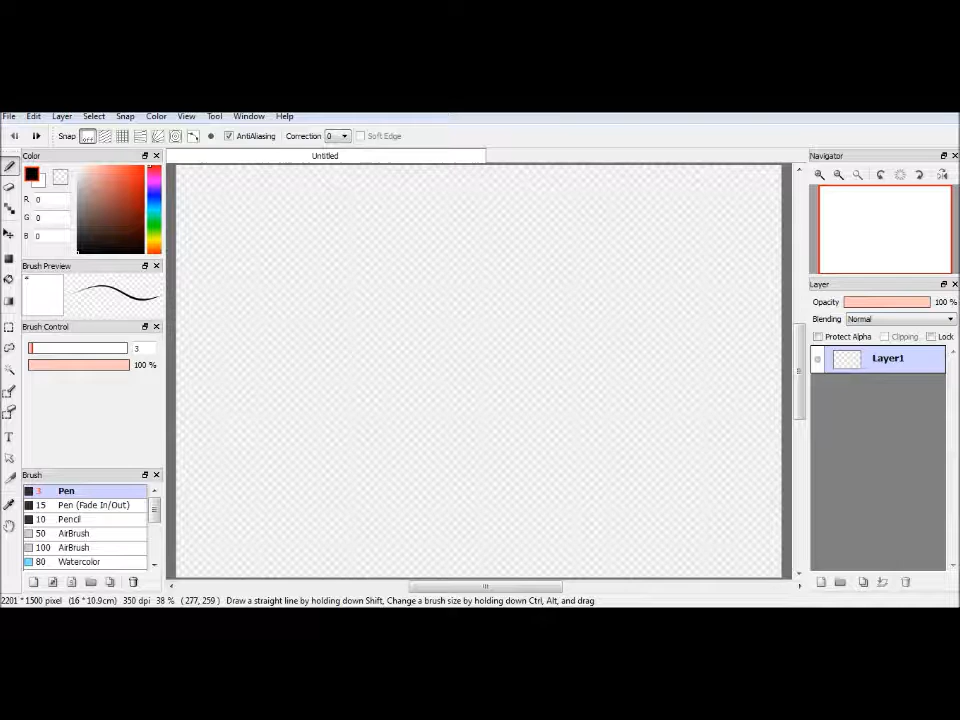 File Edit Layer Select Snap Color View Tool Window Help
Snap off AntiAliasing Correction 0 Soft Edge
Color
Untitled
Navigator
R 0
G 0
B 0
Brush Preview
Layer
Opacity 100 %
Blending Normal
Brush Control
Protect Alpha Clipping Lock
3
Layer1
100 %
Brush
3 Pen
15 Pen (Fade In/Out)
10 Pencil
50 AirBrush
100 AirBrush
80 Watercolor
2201 * 1500 pixel (16 * 10.9cm) 350 dpi 38 % ( 277, 259 ) Draw a straight line by holding down Shift, Change a brush size by holding down Ctrl, Alt, and drag